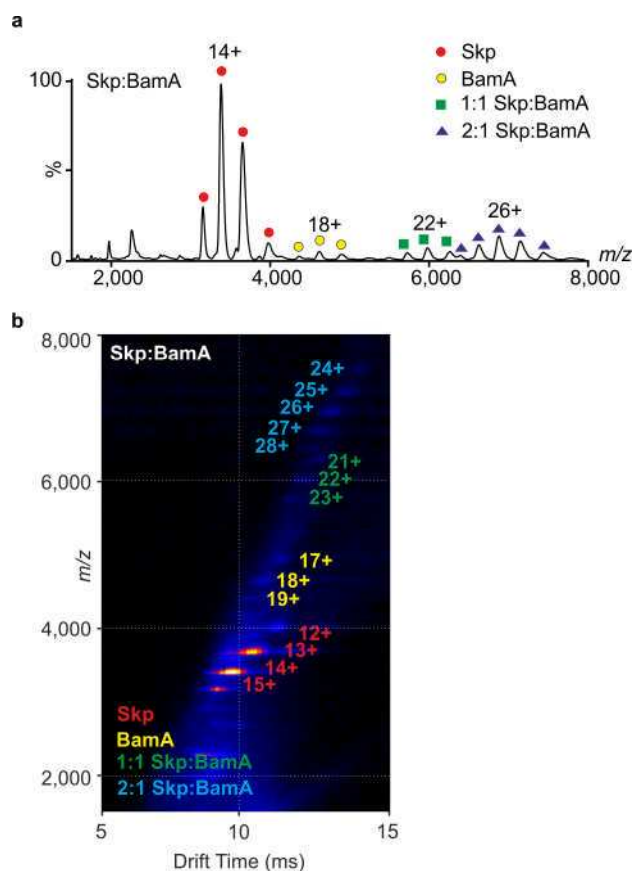 a
Skp:BamA
14+
Skp
BamA
1:1 Skp:BamA
2:1 Skp:BamA
100
%
0
18+
22+
26+
2,000
4,000
6,000
8,000
m/z
b
Skp:BamA
8,000
6,000
4,000
2,000
m/z
24+
25+
26+
27+
28+
21+
22+
23+
17+
18+
19+
12+
13+
14+
15+
Skp
BamA
1:1 Skp:BamA
2:1 Skp:BamA
5
10
15
Drift Time (ms)